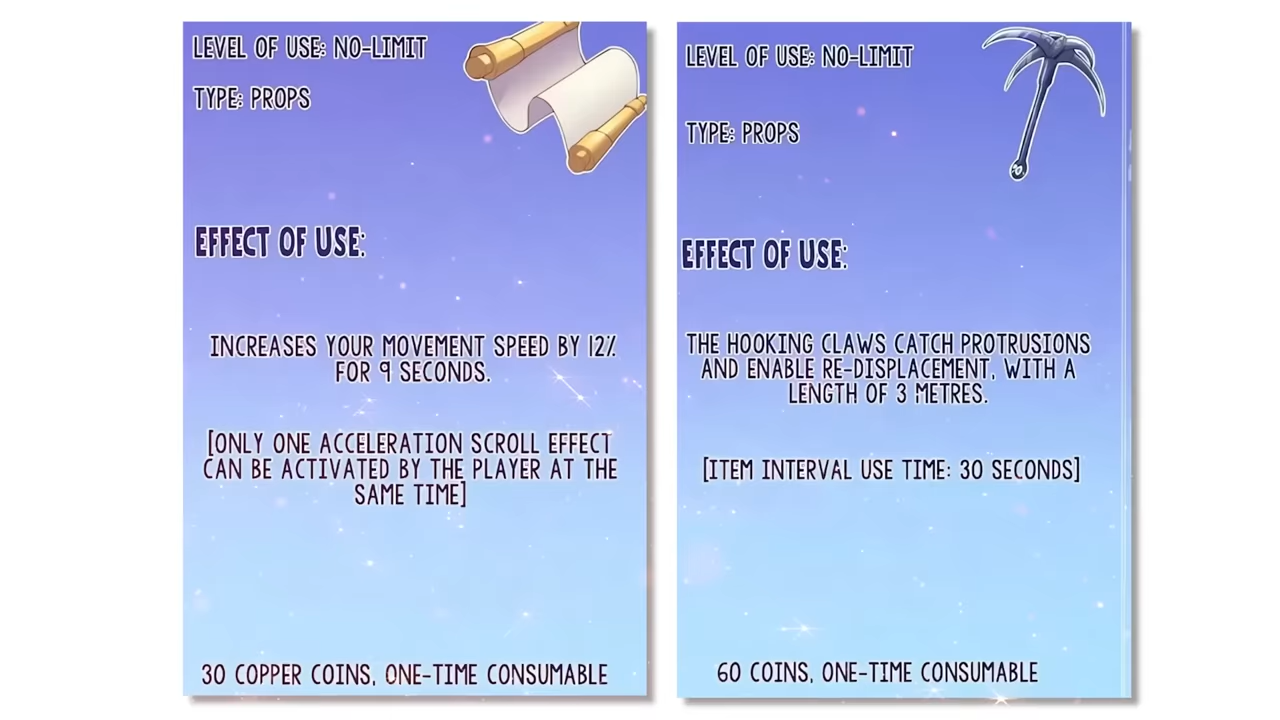 LEVEL OF USE: NO-LIMIT
TYPE: PROPS
EFFECT OF USE:
INCREASES YOUR MOVEMENT SPEED BY 12%
FOR 9 SECONDS.
[ONLY ONE ACCELERATION SCROLL EFFECT
CAN BE ACTIVATED BY THE PLAYER AT THE
SAME TIME]
30 COPPER COINS, ONE-TIME CONSUMABLE
LEVEL OF USE: NO-LIMIT
TYPE: PROPS
EFFECT OF USE:
THE HOOKING CLAWS CATCH PROTRUSIONS
AND ENABLE RE-DISPLACEMENT, WITH A
LENGTH OF 3 METRES.
[ITEM INTERVAL USE TIME: 30 SECONDS]
60 COINS, ONE-TIME CONSUMABLE